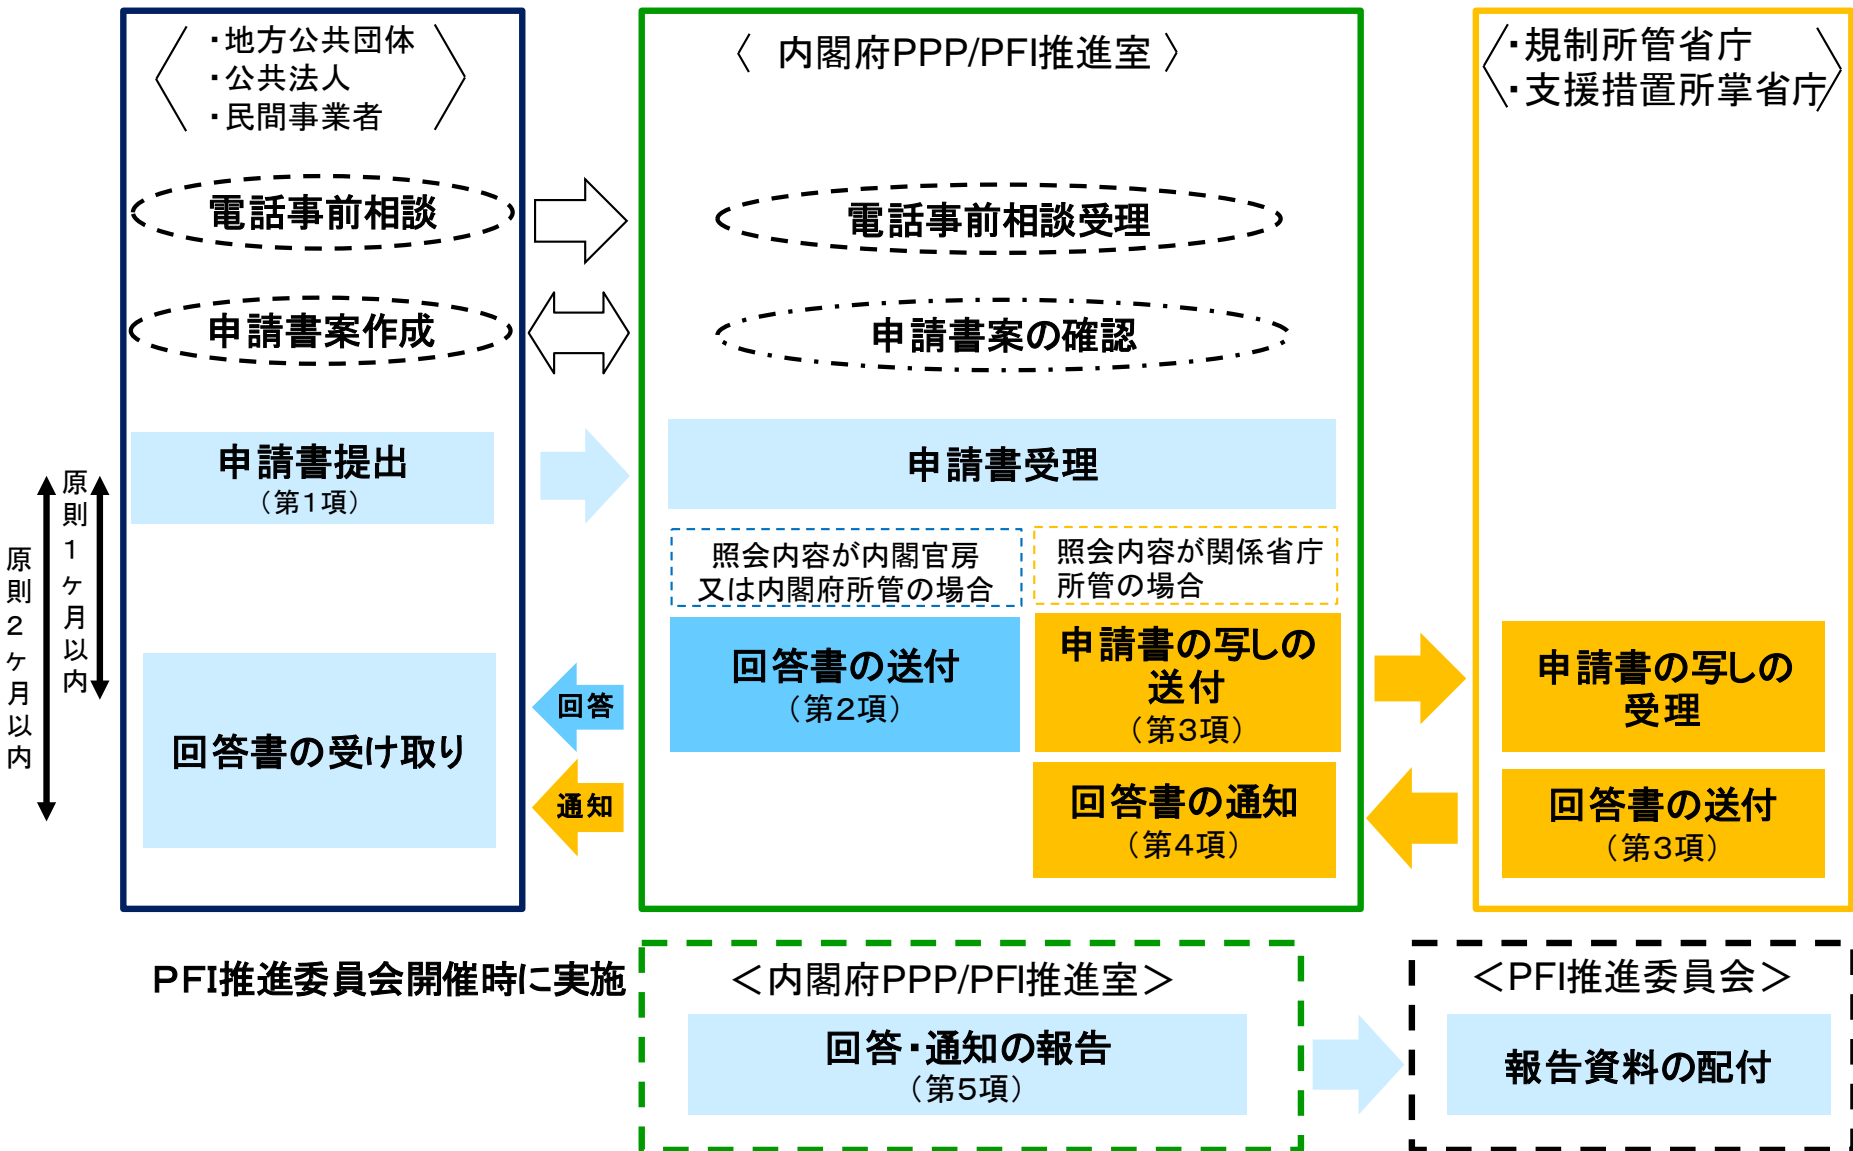 ・地方公共団体
・公共法人
・民間事業者
〈 内閣府PPP/PFI推進室 〉
・規制所管省庁
・支援措置所掌省庁
電話事前相談
電話事前相談受理
申請書案作成
申請書案の確認
申請書提出
（第1項）
申請書受理
原則1ヶ月以内
原則2ヶ月以内
照会内容が内閣官房
又は内閣府所管の場合
照会内容が関係省庁
所管の場合
回答書の送付
（第2項）
申請書の写しの
送付
（第3項）
申請書の写しの
受理
回答
回答書の受け取り
通知
回答書の通知
（第4項）
回答書の送付
（第3項）
PFI推進委員会開催時に実施
＜内閣府PPP/PFI推進室＞
＜PFI推進委員会＞
回答・通知の報告
（第5項）
報告資料の配付